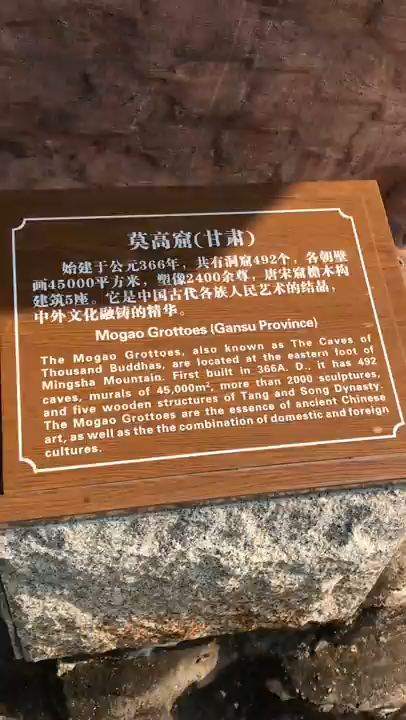 莫高窟(甘肃)
始建于公元366年，共有洞窟492个，各朝壁
画45000平方米，塑像2400余尊，唐宋窟檐木构
建筑5座。它是中国古代各族人民艺术的结晶，
中外文化融铸的精华。
Mogao Grottoes (Gansu Province)
The Mogao Grottoes, also known as The Caves of
Thousand Buddhas, are located at the eastern foot of
Mingsha Mountain. First built in 366A. D., it has 492
caves, murals of 45,000m², more than 2000 sculptures,
and five wooden structures of Tang and Song Dynasty.
The Mogao Grottoes are the essence of ancient Chinese
art, as well as the the combination of domestic and foreign
cultures.